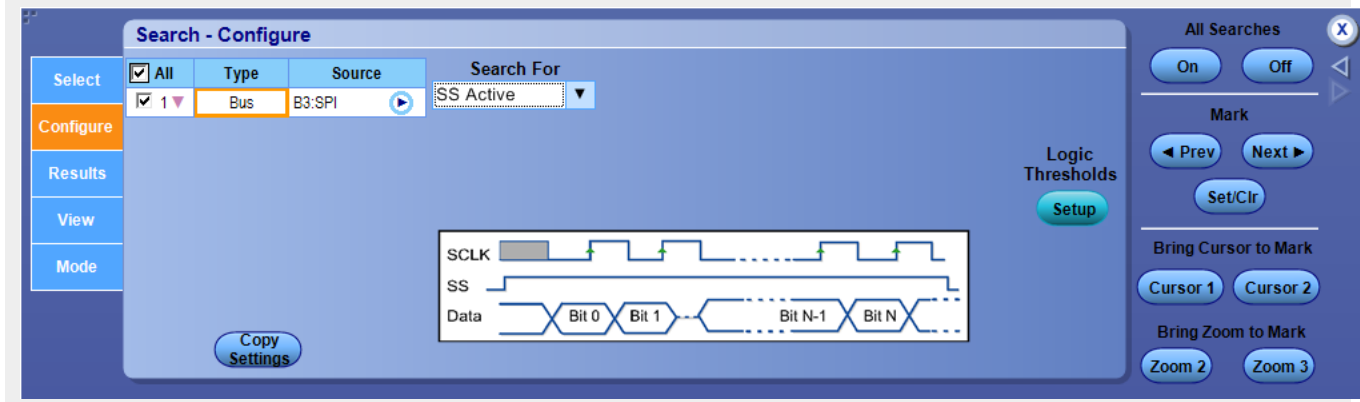 Search - Configure
Select
Configure
Results
View
Mode
All Type Source
1 Bus B3:SPI
Search For
SS Active
Logic
Thresholds
Setup
SCLK
SS
Data Bit 0 Bit 1 Bit N-1 Bit N
Copy
Settings
All Searches
X
On Off
Mark
Prev Next
Set/Clr
Bring Cursor to Mark
Cursor 1 Cursor 2
Bring Zoom to Mark
Zoom 2 Zoom 3